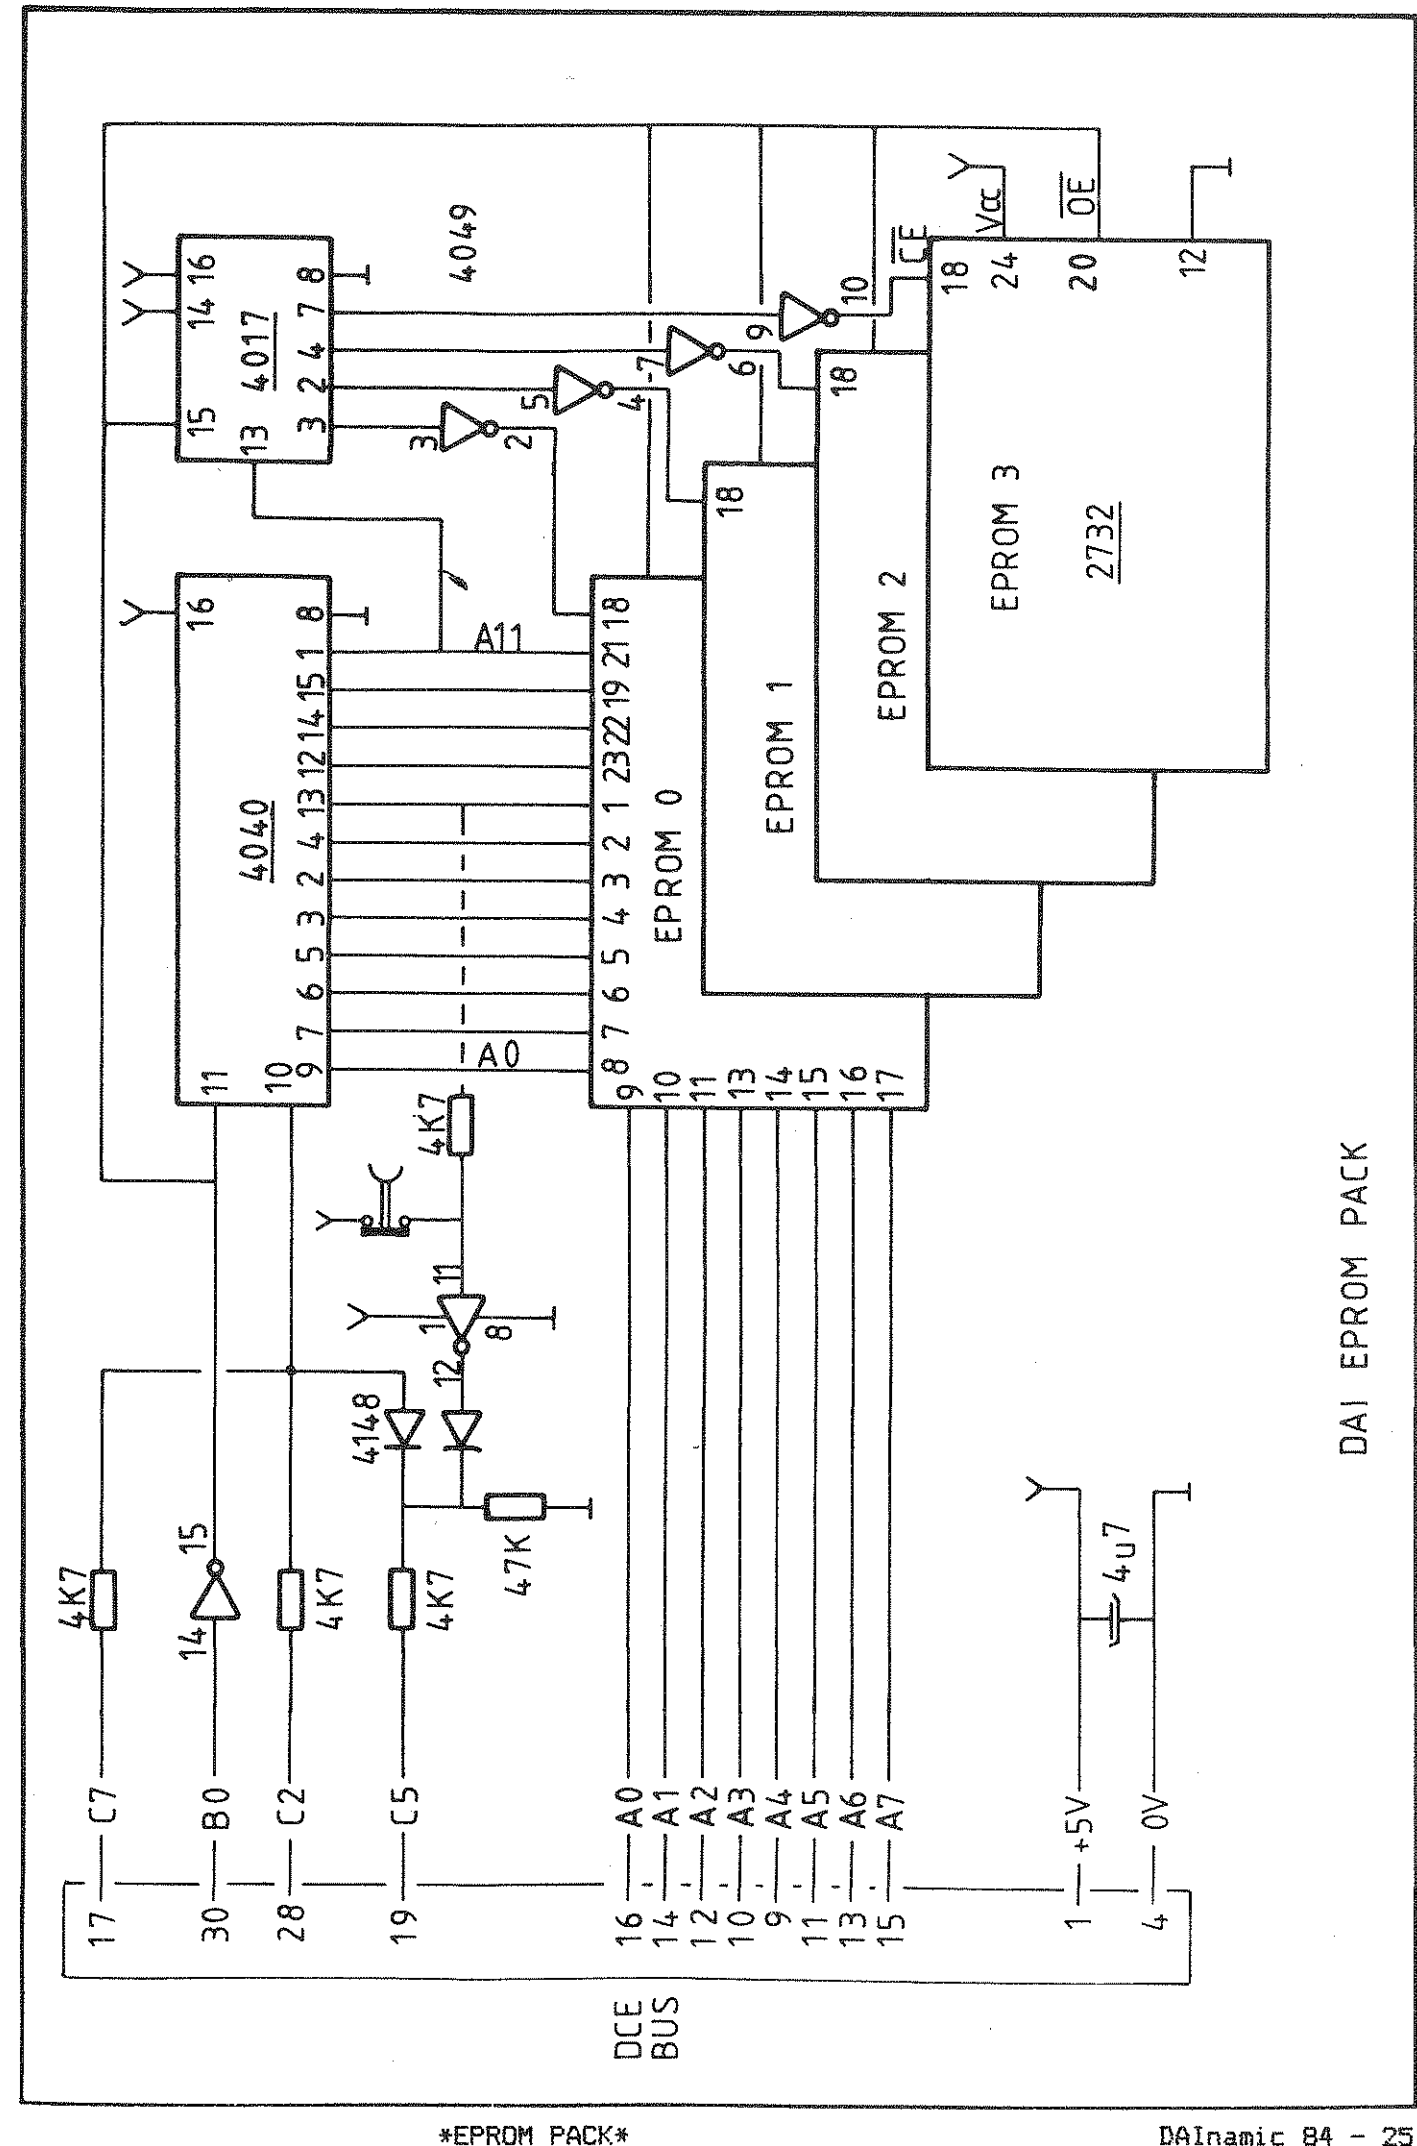 17 C7 4K7
30 B0 14 15
28 C2 4K7
19 C5 4K7
4148
47K
12
1
8
11
4K7
11
10
4040
16
9 7 6 5 3 2 4 13 12 14 15 1 8
A0
A11
15
14 16
13
4017
3 2 4 7 8
4049
3 2
5 4
7 6
9 10
DCE
BUS
16 A0 9
14 A1 10
12 A2 11
10 A3 13
9 A4 14
11 A5 15
13 A6 16
15 A7 17
8 7 6 5 4 3 2 1 23 22 19 21 18
EPROM 0
18
EPROM 1
18
EPROM 2
18 CE
24 Vcc
20 OE
12
EPROM 3
2732
1 +5V
4 0V
4u7
DAI EPROM PACK
*EPROM PACK*
DAInamic 84 - 25